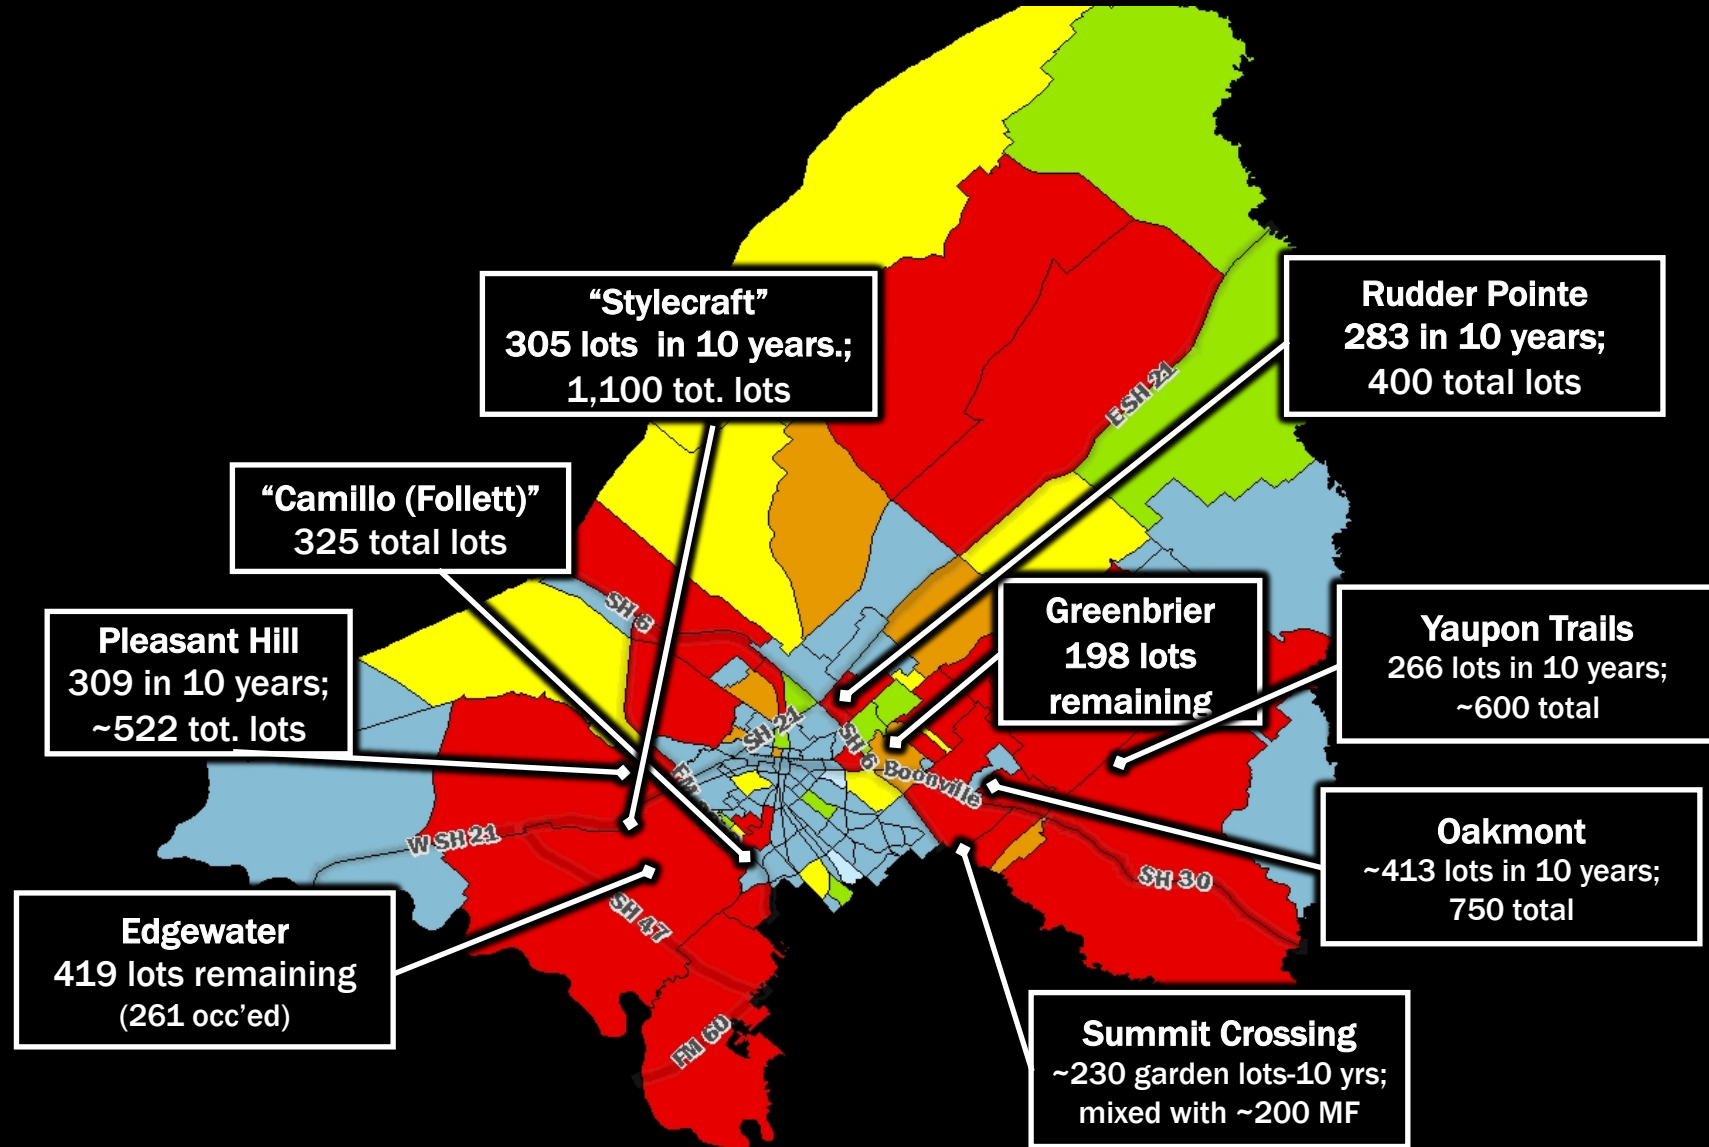 “Stylecraft”
305 lots in 10 years.;
1,100 tot. lots
Rudder Pointe
283 in 10 years;
400 total lots
“Camillo (Follett)”
325 total lots
Pleasant Hill
309 in 10 years;
~522 tot. lots
Greenbrier
198 lots
remaining
Yaupon Trails
266 lots in 10 years;
~600 total
Oakmont
~413 lots in 10 years;
750 total
Edgewater
419 lots remaining
(261 occ’ed)
Summit Crossing
~230 garden lots-10 yrs;
mixed with ~200 MF
E SH 21
SH 6
SH 21
SH 6
Boonville
FM
W SH 21
SH 30
SH 47
FM 60